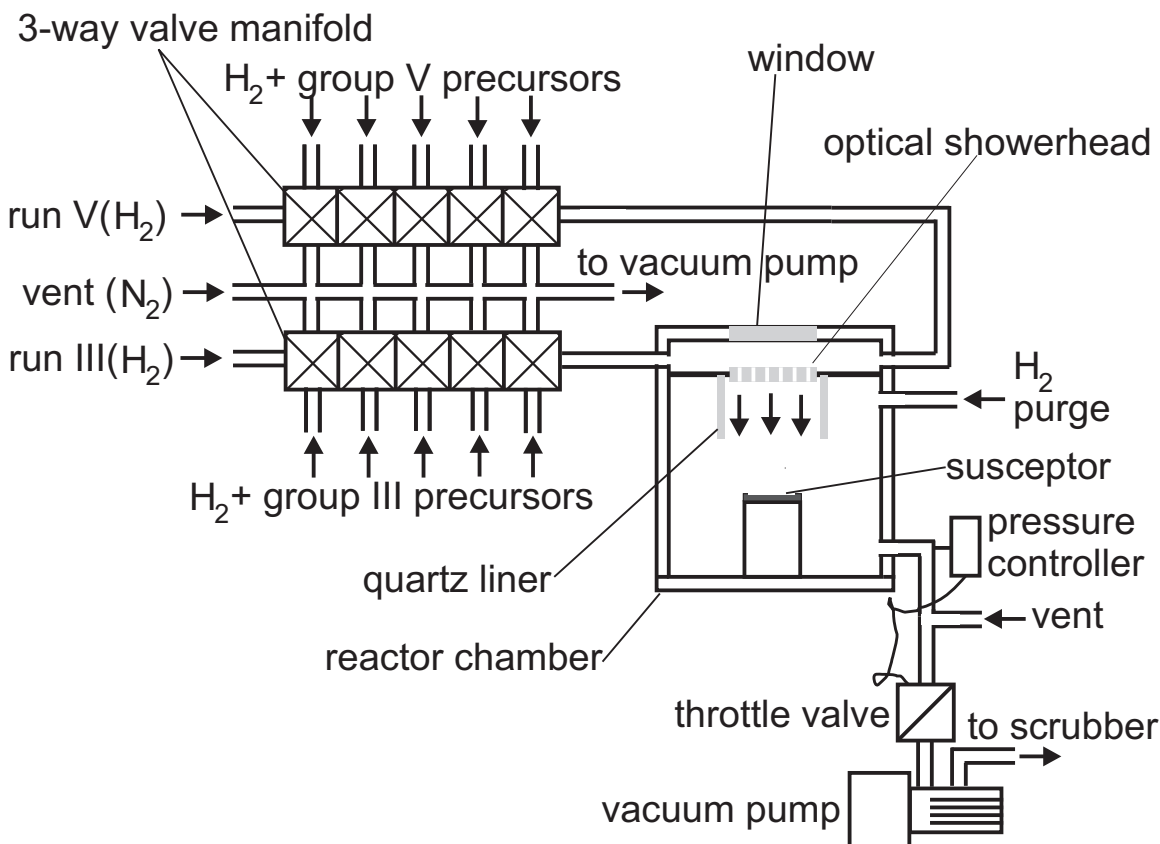 3-way valve manifold
H2+ group V precursors
window
optical showerhead
run V(H2)
to vacuum pump
vent (N2)
run III(H2)
H2
purge
susceptor
H2+ group III precursors
pressure
controller
quartz liner
vent
reactor chamber
throttle valve
to scrubber
vacuum pump